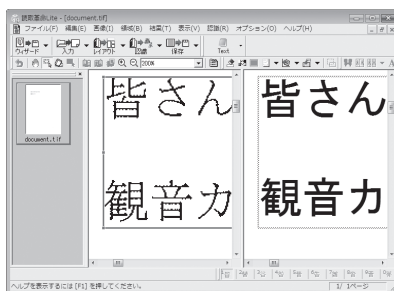 読取革命Lite - [document.tif]
ファイル(F) 編集(E) 画像(I) 領域(B) 結果(T) 表示(V) 認識(R) オプション(O) ヘルプ(H)
ウィザード 入力 レイアウト 認識 保存 Text
200%
document.tif
皆さん
観音力
皆さん
観音力
ヘルプを表示するには [F1] を押してください。
1/ 1ページ